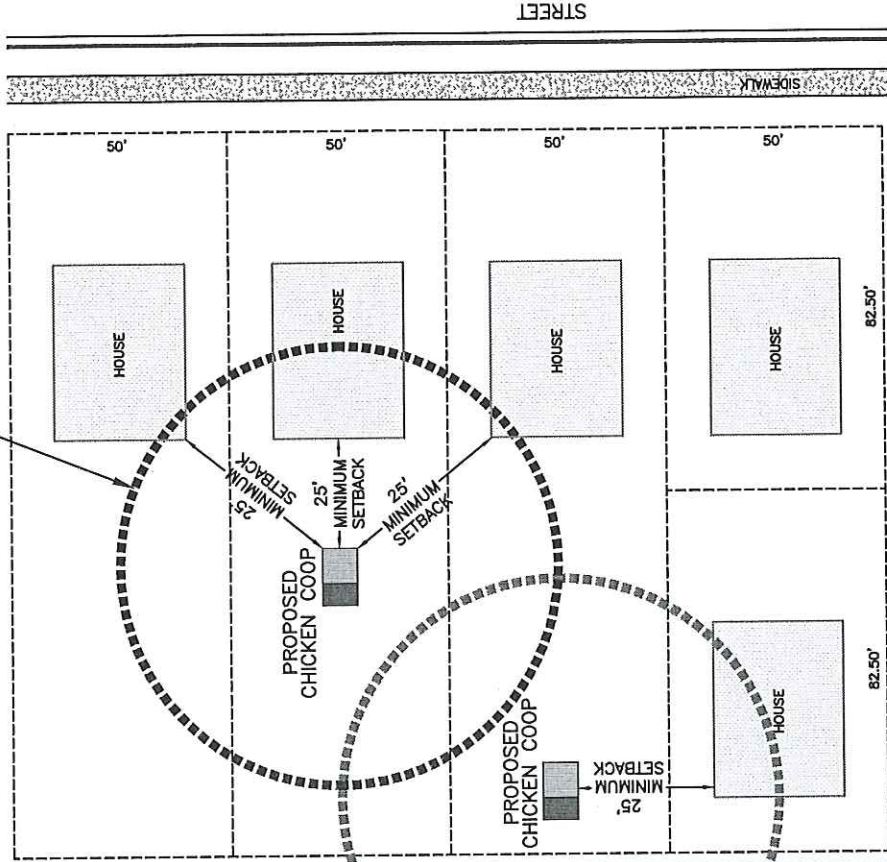 STREET
SIDEWALK
50'
50'
50'
50'
HOUSE
HOUSE
HOUSE
HOUSE
82.50'
25'
MINIMUM
SETBACK
25'
MINIMUM
SETBACK
25'
MINIMUM
SETBACK
PROPOSED
CHICKEN COOP
PROPOSED
CHICKEN COOP
25'
MINIMUM
SETBACK
HOUSE
82.50'